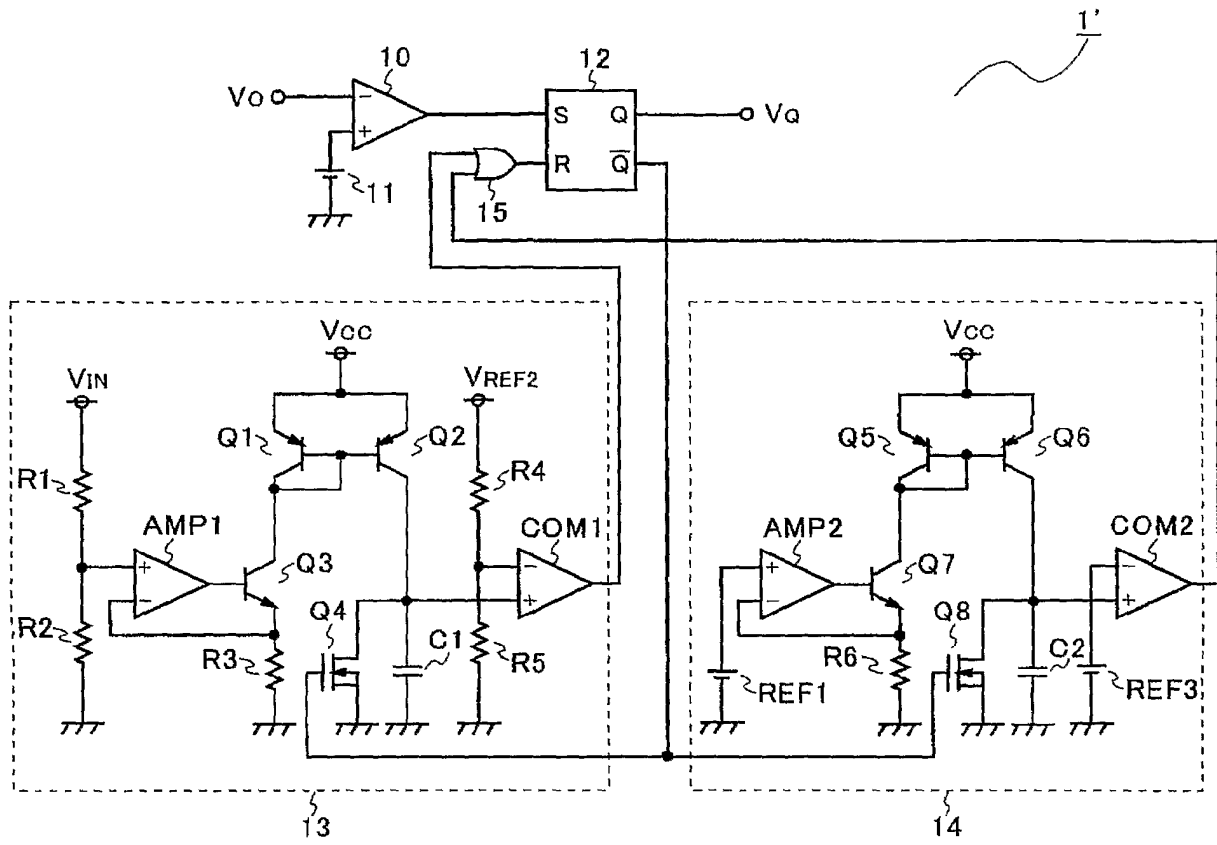 1'
10
12
Vo
-
+
S
Q
VQ
R
Q̅
11
15
Vcc
VIN
VREF2
Q1
Q2
R1
R4
AMP1
COM1
+
-
Q3
-
+
R2
Q4
C1
R3
R5
13
Vcc
Q5
Q6
AMP2
COM2
+
-
Q7
-
+
Q8
R6
C2
REF1
REF3
14